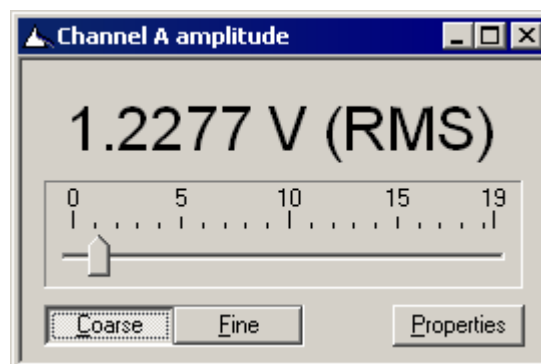 Channel A amplitude
1.2277 V (RMS)
0 5 10 15 19
Coarse Fine Properties